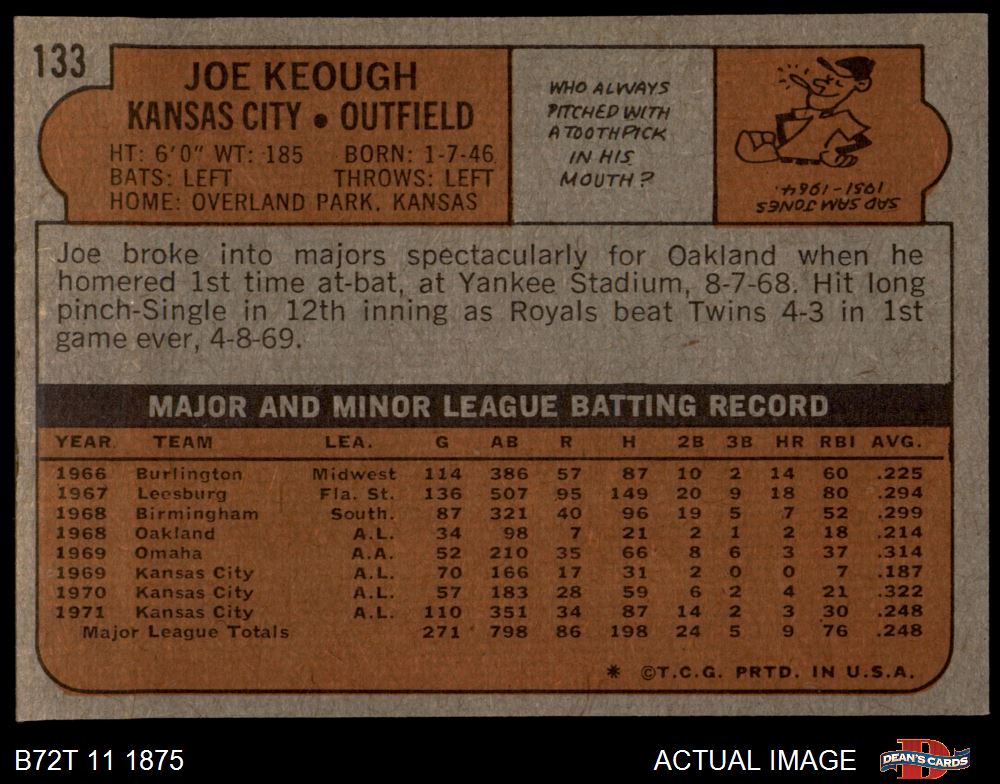 133
JOE KEOUGH
KANSAS CITY • OUTFIELD
HT: 6'0" WT: 185 BORN: 1-7-46
BATS: LEFT THROWS: LEFT
HOME: OVERLAND PARK, KANSAS
WHO ALWAYS
PITCHED WITH
A TOOTHPICK
IN HIS
MOUTH?
SAD SAM JONES
1951-1964.
Joe broke into majors spectacularly for Oakland when he
homered 1st time at-bat, at Yankee Stadium, 8-7-68. Hit long
pinch-Single in 12th inning as Royals beat Twins 4-3 in 1st
game ever, 4-8-69.
MAJOR AND MINOR LEAGUE BATTING RECORD
YEAR TEAM LEA. G AB R H 2B 3B HR RBI AVG.
1966 Burlington Midwest 114 386 57 87 10 2 14 60 .225
1967 Leesburg Fla. St. 136 507 95 149 20 9 18 80 .294
1968 Birmingham South. 87 321 40 96 19 5 7 52 .299
1968 Oakland A.L. 34 98 7 21 2 1 2 18 .214
1969 Omaha A.A. 52 210 35 66 8 6 3 37 .314
1969 Kansas City A.L. 70 166 17 31 2 0 0 7 .187
1970 Kansas City A.L. 57 183 28 59 6 2 4 21 .322
1971 Kansas City A.L. 110 351 34 87 14 2 3 30 .248
Major League Totals 271 798 86 198 24 5 9 76 .248
* ©T.C.G. PRTD. IN U.S.A.
B72T 11 1875
ACTUAL IMAGE
D
DEAN'S CARDS